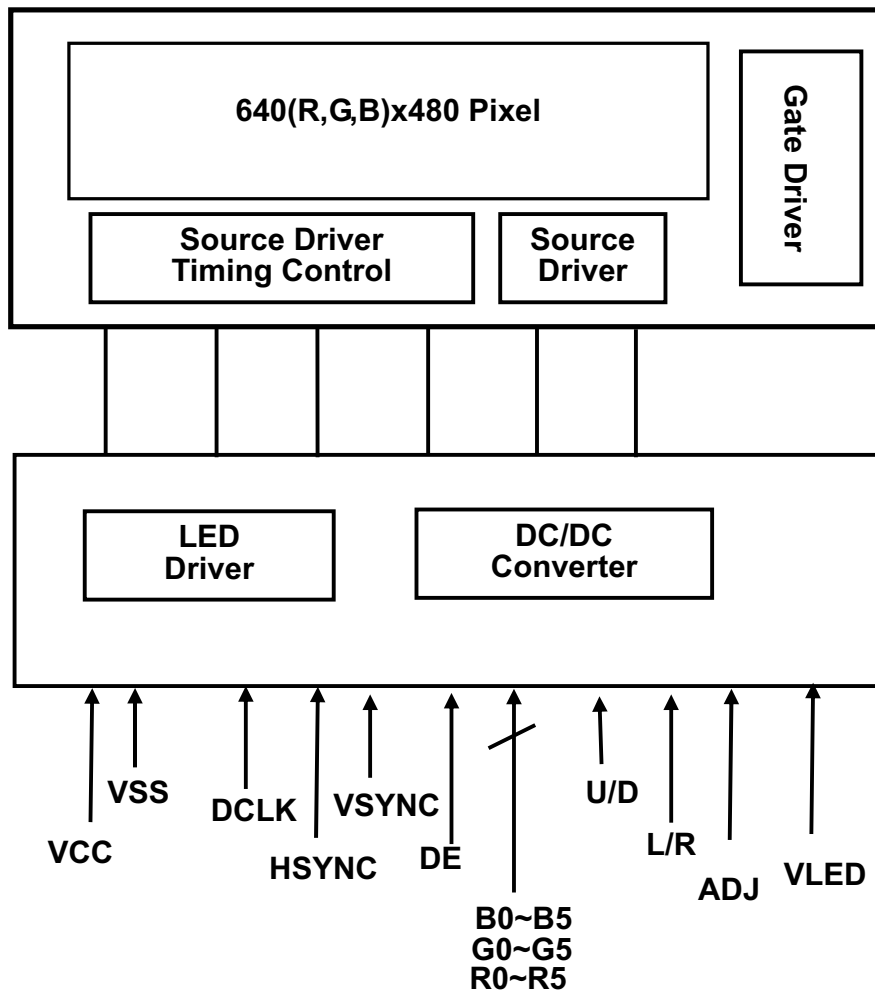 640(R,G,B)x480 Pixel
Gate Driver
Source Driver
Timing Control
Source
Driver
LED
Driver
DC/DC
Converter
VCC
VSS
DCLK
HSYNC
VSYNC
DE
B0~B5
G0~G5
R0~R5
U/D
L/R
ADJ
VLED